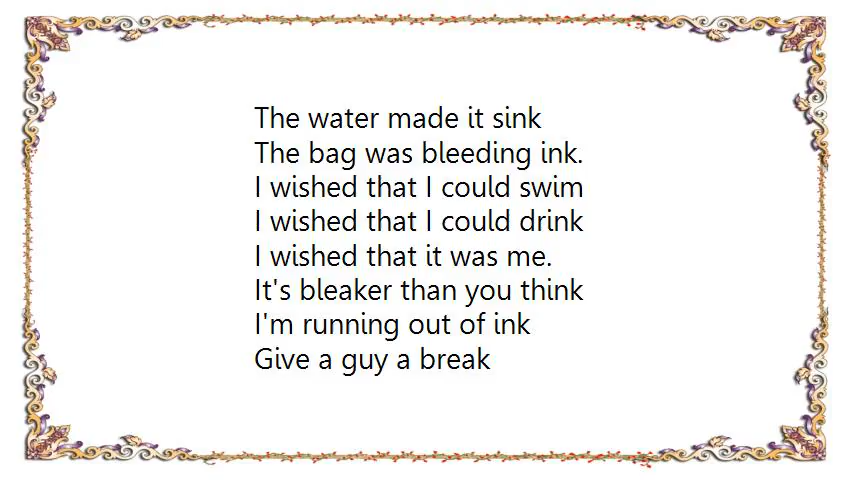 The water made it sink
The bag was bleeding ink.
I wished that I could swim
I wished that I could drink
I wished that it was me.
It's bleaker than you think
I'm running out of ink
Give a guy a break